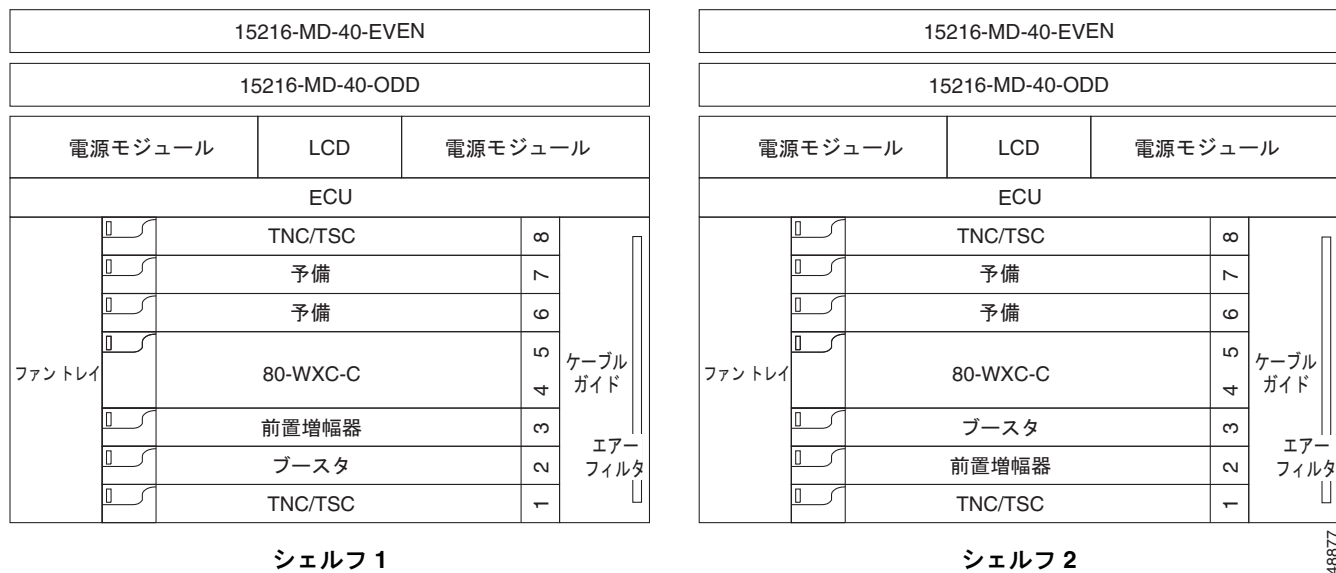 15216-MD-40-EVEN
15216-MD-40-ODD
電源モジュール
LCD
電源モジュール
ECU
ファン トレイ
TNC/TSC
8
予備
7
予備
6
80-WXC-C
5
4
前置増幅器
3
ブースタ
2
TNC/TSC
1
ケーブル
ガイド
エアー
フィルタ
シェルフ 1
15216-MD-40-EVEN
15216-MD-40-ODD
電源モジュール
LCD
電源モジュール
ECU
ファン トレイ
TNC/TSC
8
予備
7
予備
6
80-WXC-C
5
4
ブースタ
3
前置増幅器
2
TNC/TSC
1
ケーブル
ガイド
エアー
フィルタ
シェルフ 2